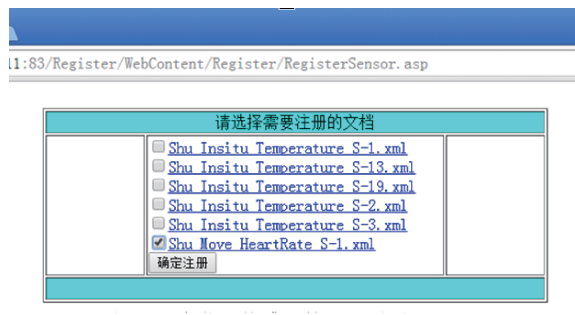 11:83/Register/WebContent/Register/RegisterSensor.asp
请选择需要注册的文档
Shu Insitu Temperature S-1.xml
Shu Insitu Temperature S-13.xml
Shu Insitu Temperature S-19.xml
Shu Insitu Temperature S-2.xml
Shu Insitu Temperature S-3.xml
Shu Move HeartRate S-1.xml
确定注册